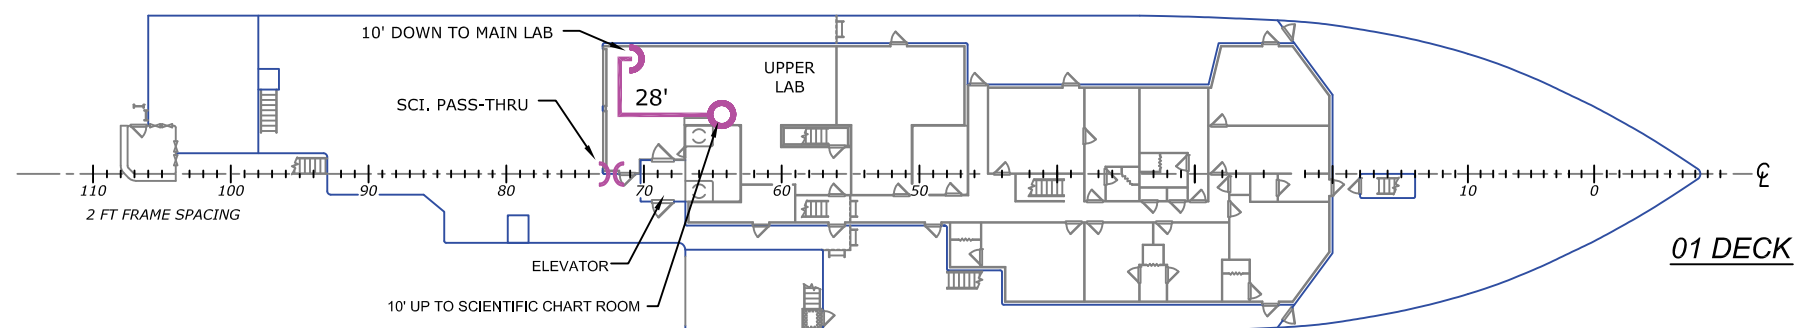 10' DOWN TO MAIN LAB
UPPER
LAB
28'
SCI. PASS-THRU
110 100 90 80 70 60 50 10 0 CL
2 FT FRAME SPACING
01 DECK
ELEVATOR
10' UP TO SCIENTIFIC CHART ROOM